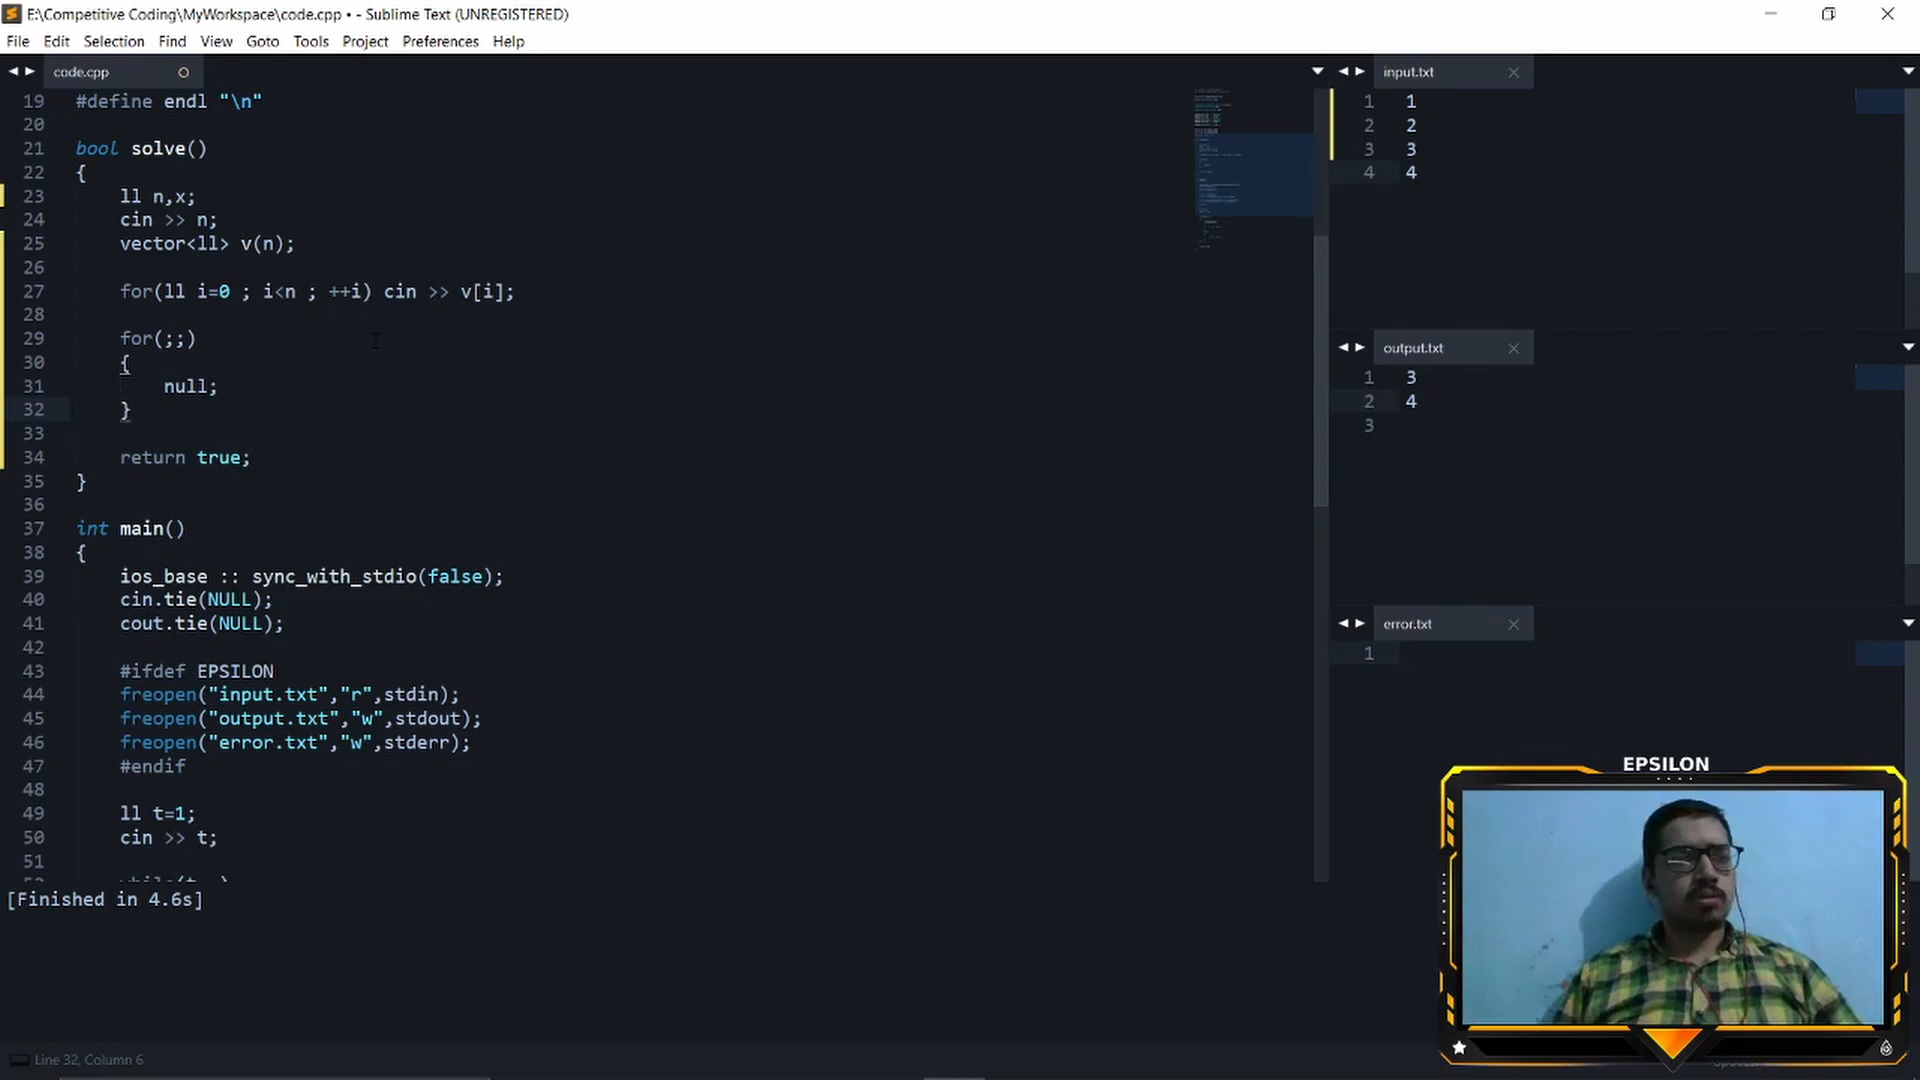 E:\Competitive Coding\MyWorkspace\code.cpp • - Sublime Text (UNREGISTERED)
File Edit Selection Find View Goto Tools Project Preferences Help
code.cpp
19 #define endl "\n"
20
21 bool solve()
22 {
23 ll n,x;
24 cin >> n;
25 vector<ll> v(n);
26
27 for(ll i=0 ; i<n ; ++i) cin >> v[i];
28
29 for(;;)
30 {
31 null;
32 }
33
34 return true;
35 }
36
37 int main()
38 {
39 ios_base :: sync_with_stdio(false);
40 cin.tie(NULL);
41 cout.tie(NULL);
42
43 #ifdef EPSILON
44 freopen("input.txt","r",stdin);
45 freopen("output.txt","w",stdout);
46 freopen("error.txt","w",stderr);
47 #endif
48
49 ll t=1;
50 cin >> t;
51
[Finished in 4.6s]
Line 32, Column 6
input.txt
1 1
2 2
3 3
4 4
output.txt
1 3
2 4
3
error.txt
1
EPSILON